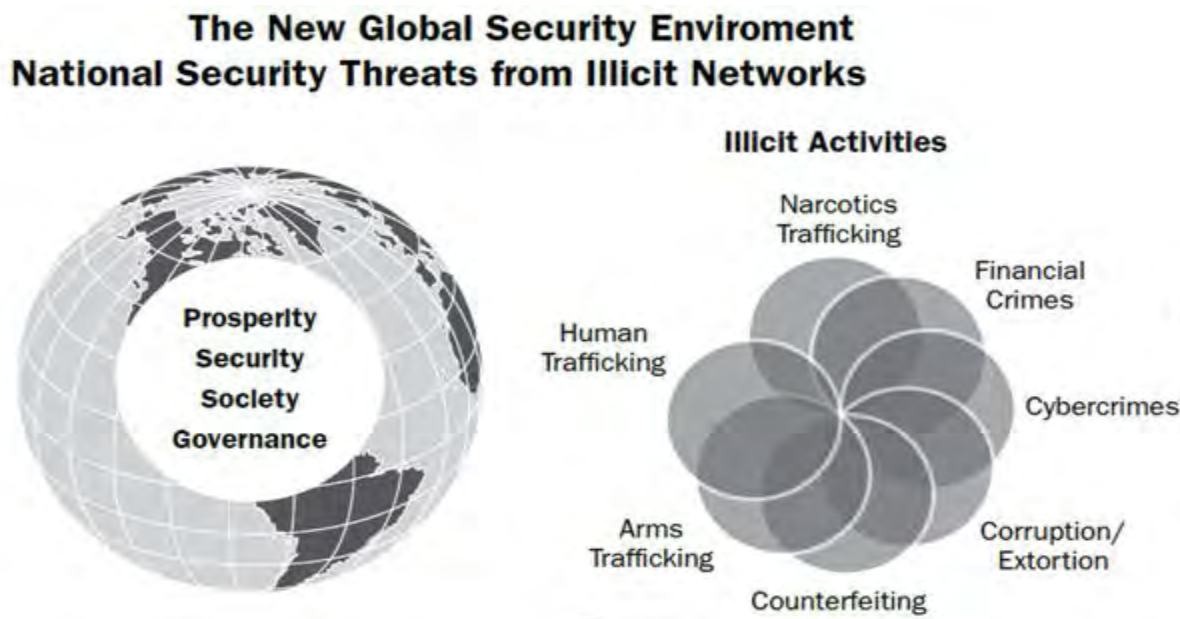 The New Global Security Enviroment
National Security Threats from Illicit Networks
Prosperity
Security
Society
Governance
Illicit Activities
Narcotics
Trafficking
Financial
Crimes
Cybercrimes
Corruption/
Extortion
Counterfeiting
Arms
Trafficking
Human
Trafficking